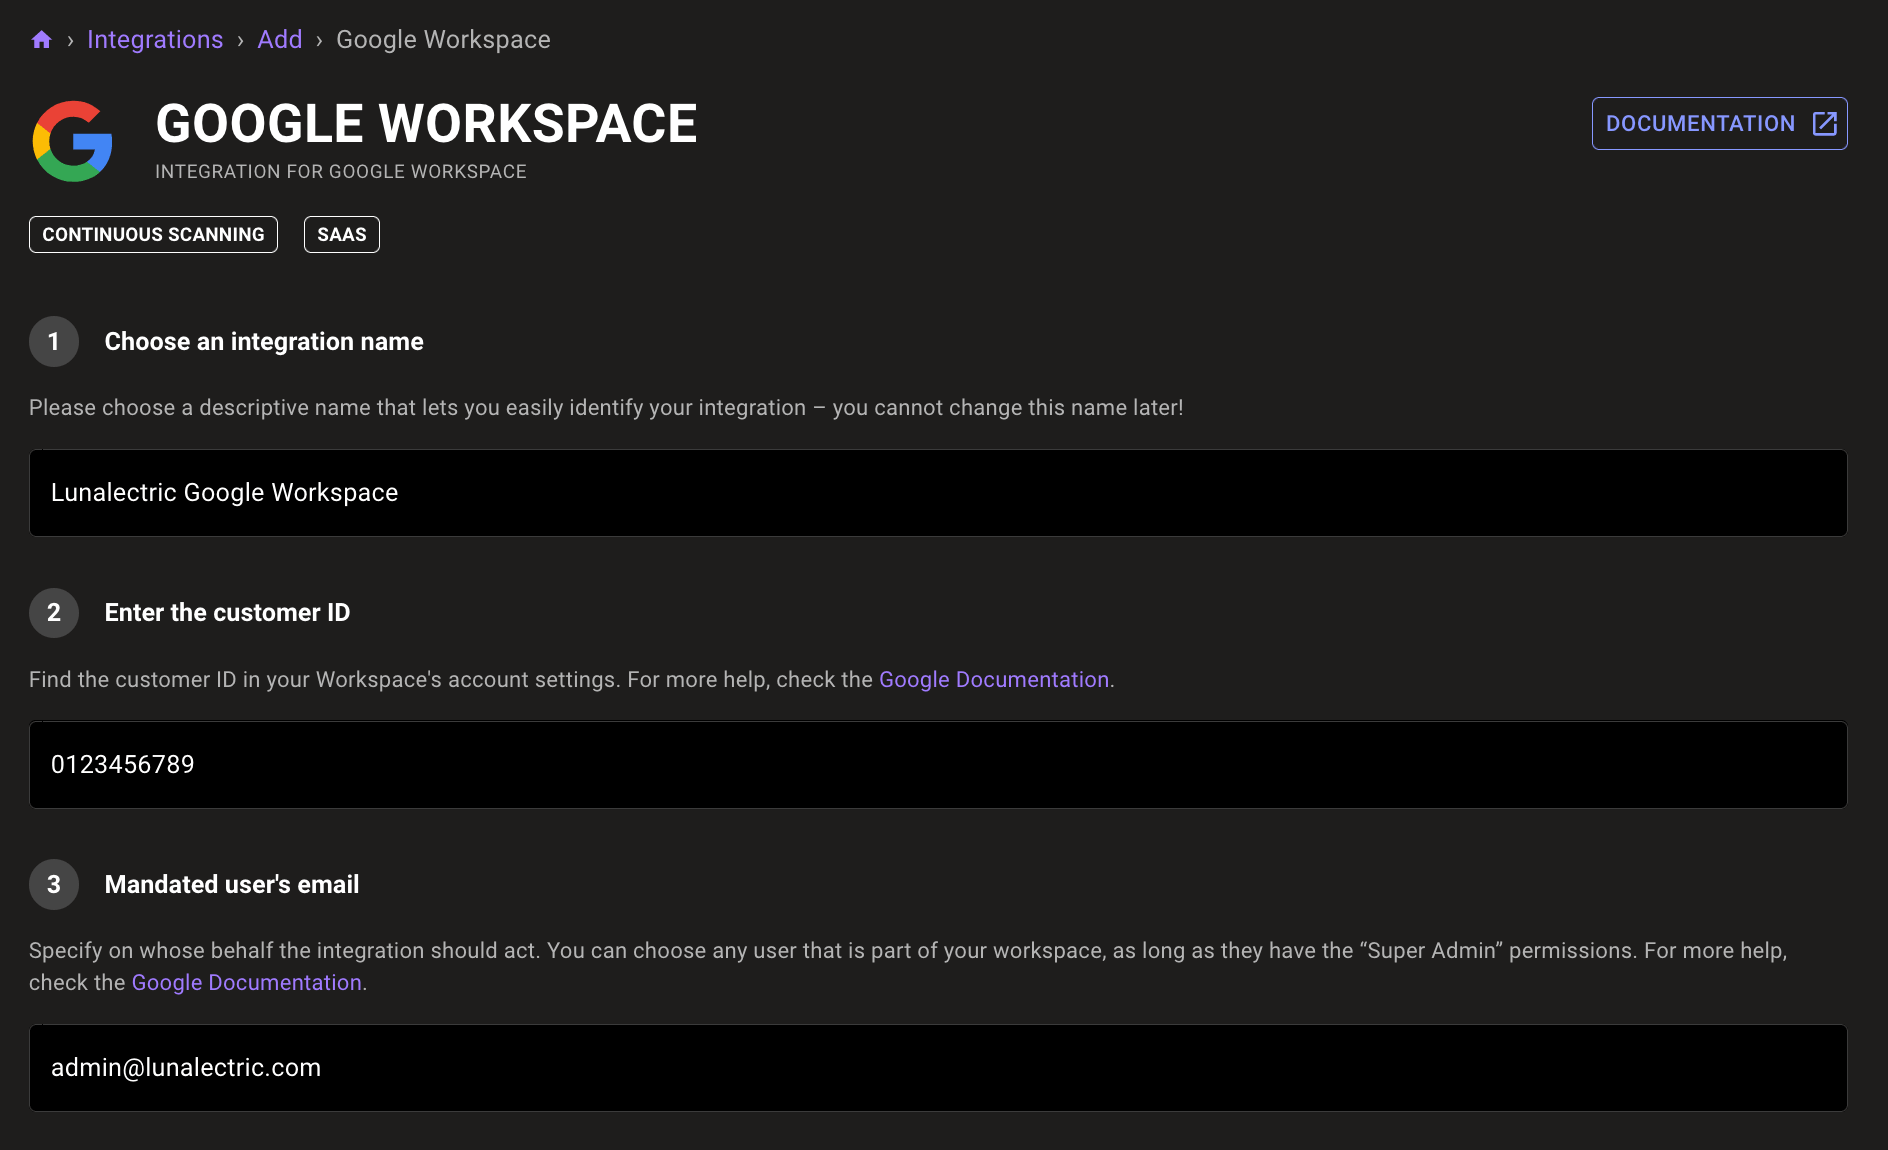 › Integrations › Add › Google Workspace
GOOGLE WORKSPACE
INTEGRATION FOR GOOGLE WORKSPACE
DOCUMENTATION
CONTINUOUS SCANNING
SAAS
1 Choose an integration name
Please choose a descriptive name that lets you easily identify your integration – you cannot change this name later!
Lunalectric Google Workspace
2 Enter the customer ID
Find the customer ID in your Workspace's account settings. For more help, check the Google Documentation.
0123456789
3 Mandated user's email
Specify on whose behalf the integration should act. You can choose any user that is part of your workspace, as long as they have the “Super Admin” permissions. For more help,
check the Google Documentation.
admin@lunalectric.com